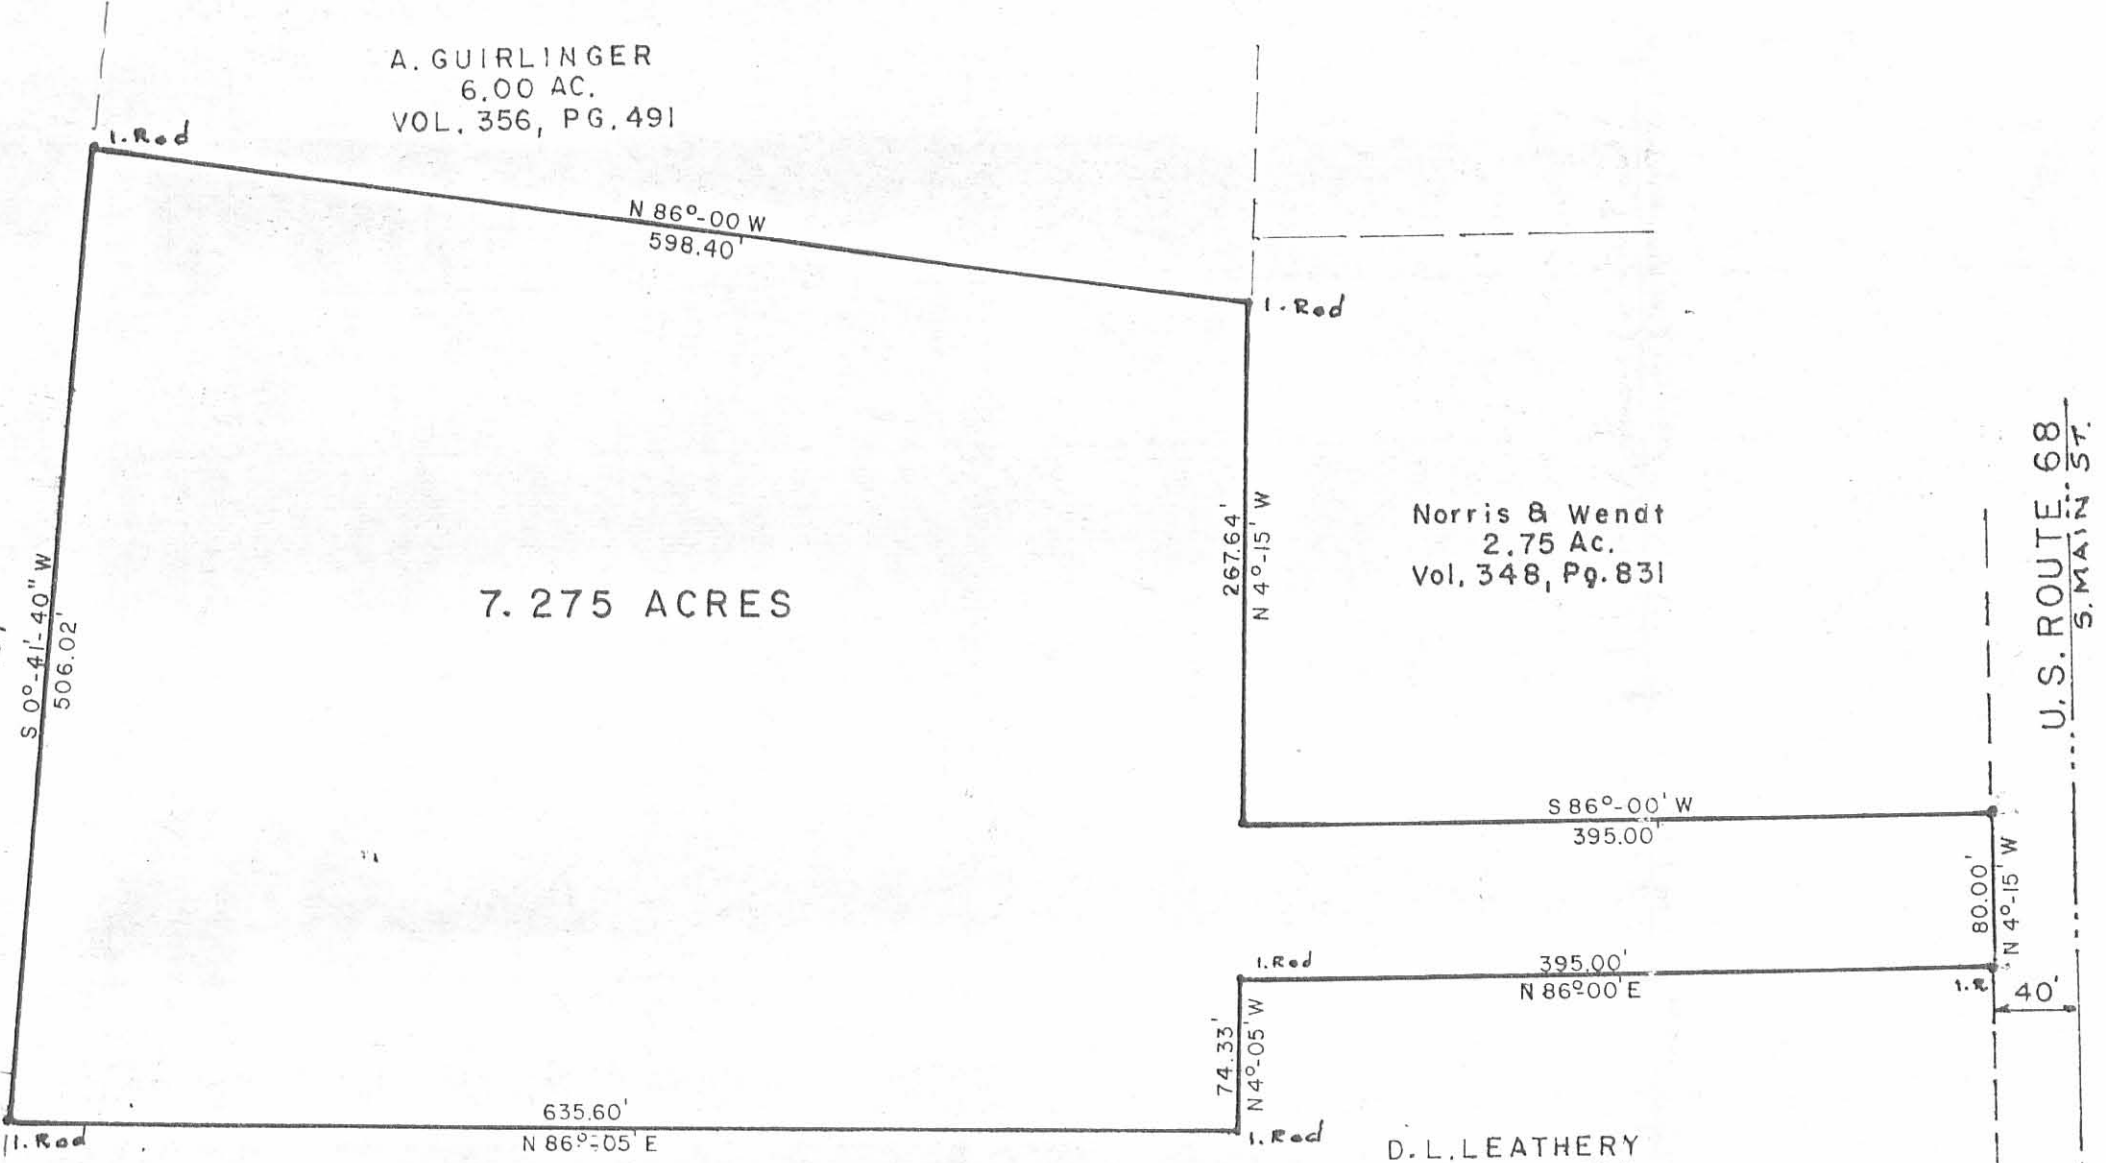 A. GUIRLINGER
6.00 AC.
VOL. 356, PG. 491
I. Rod
N 86°-00 W
598.40'
I. Rod
S 0°-41'-40" W
506.02'
7.275 ACRES
267.64'
N 4°-15' W
Norris & Wendt
2.75 Ac.
Vol. 348, Pg. 831
U.S. ROUTE 68
S. MAIN ST.
S 86°-00' W
395.00'
80.00'
N 4°-15' W
I. Rod
395.00'
N 86°00' E
I. R
40'
74.33'
N 4°-05' W
635.60'
N 86°-05' E
I. Rod
I. Rod
D. L. LEATHERY